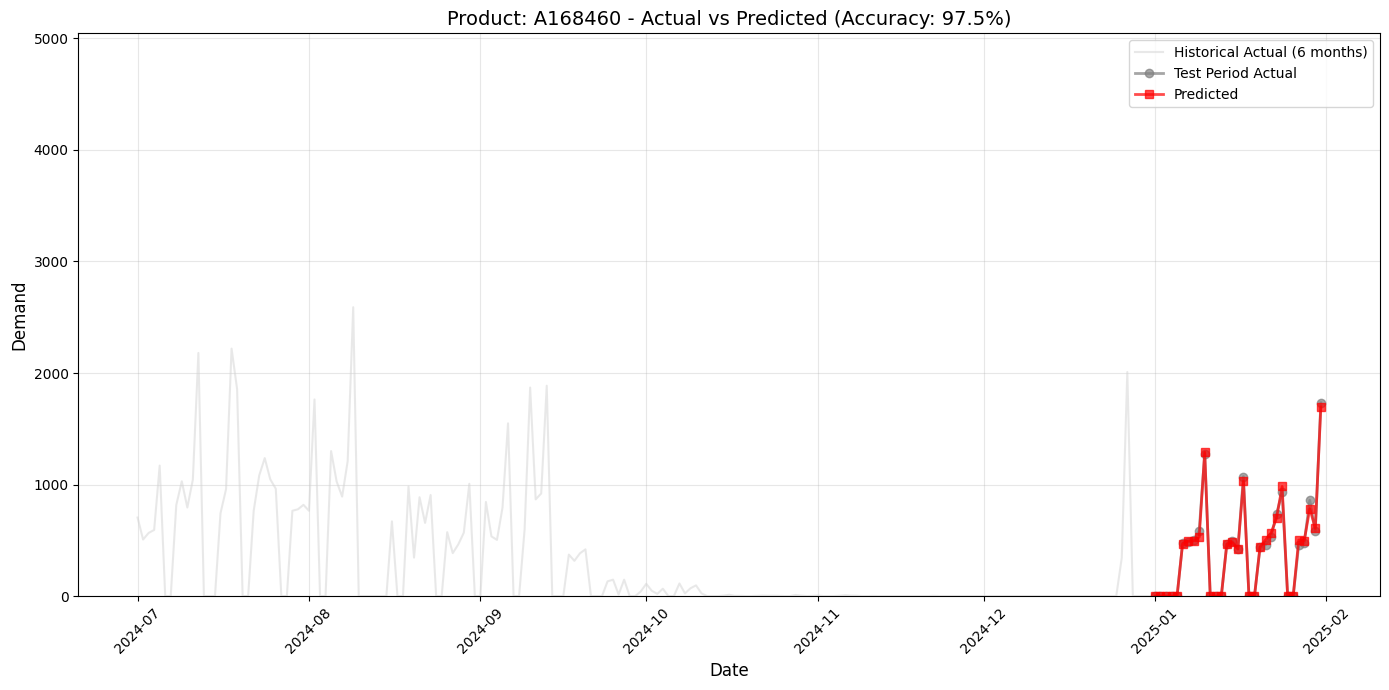 Product: A168460 - Actual vs Predicted (Accuracy: 97.5%)
Historical Actual (6 months)
Test Period Actual
Predicted
Demand
5000
4000
3000
2000
1000
0
2024-07
2024-08
2024-09
2024-10
2024-11
2024-12
2025-01
2025-02
Date